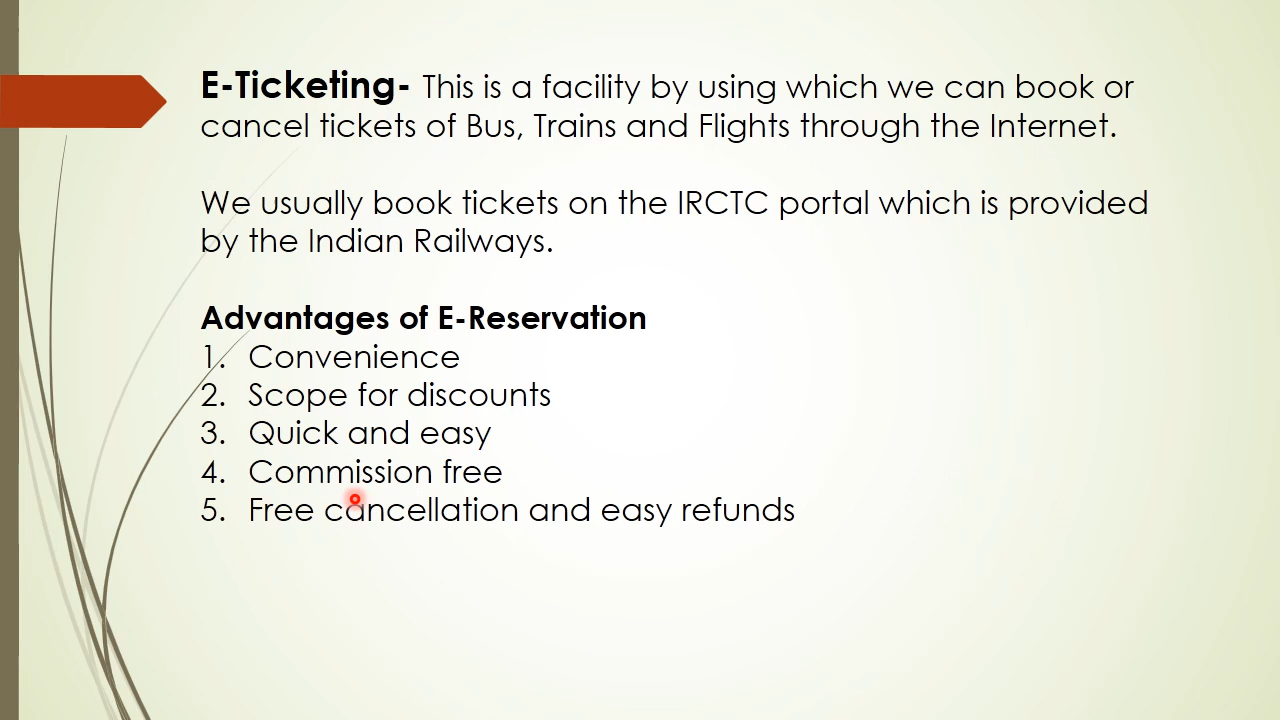 E-Ticketing- This is a facility by using which we can book or
cancel tickets of Bus, Trains and Flights through the Internet.
We usually book tickets on the IRCTC portal which is provided
by the Indian Railways.
Advantages of E-Reservation
1. Convenience
2. Scope for discounts
3. Quick and easy
4. Commission free
5. Free cancellation and easy refunds